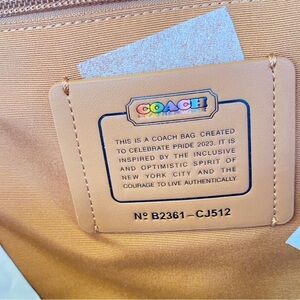 COACH
THIS IS A COACH BAG CREATED
TO CELEBRATE PRIDE 2023. IT IS
INSPIRED BY THE INCLUSIVE
AND OPTIMISTIC SPIRIT OF
NEW YORK CITY AND THE
COURAGE TO LIVE AUTHENTICALLY.
Nº B2361-CJ512